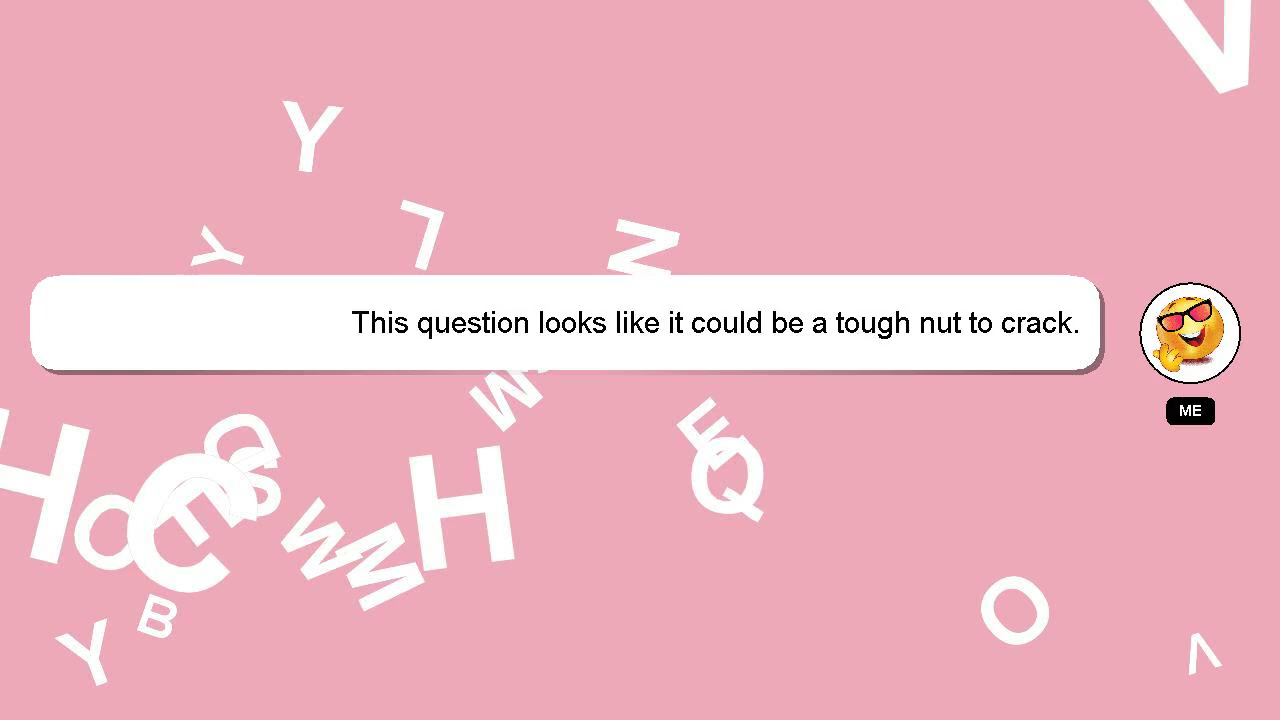 V
Y
L
Y
N
This question looks like it could be a tough nut to crack.
ME
W
E
Q
H
H
O
C
W
M
B
Y
O
V